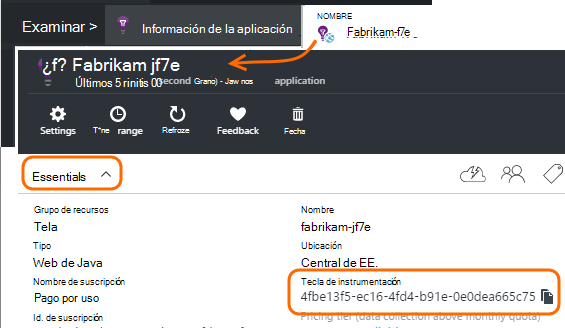 Examinar >
Información de la aplicación
NOMBRE
Fabrikam-f7e
¿f? Fabrikam jf7e
Últimos 5 rinitis 00 second Grano) - Jaw nos application
Settings
T^ne range
Refroze
Feedback
Fecha
Essentials
Grupo de recursos
Tela
Nombre
fabrikam-jf7e
Tipo
Web de Java
Ubicación
Central de EE.
Nombre de suscripción
Pago por uso
Tecla de instrumentación
4fbe13f5-ec16-4fd4-b91e-0e0dea665c75
Id. de suscripción
Pricing tier (data collection above monthly quota)